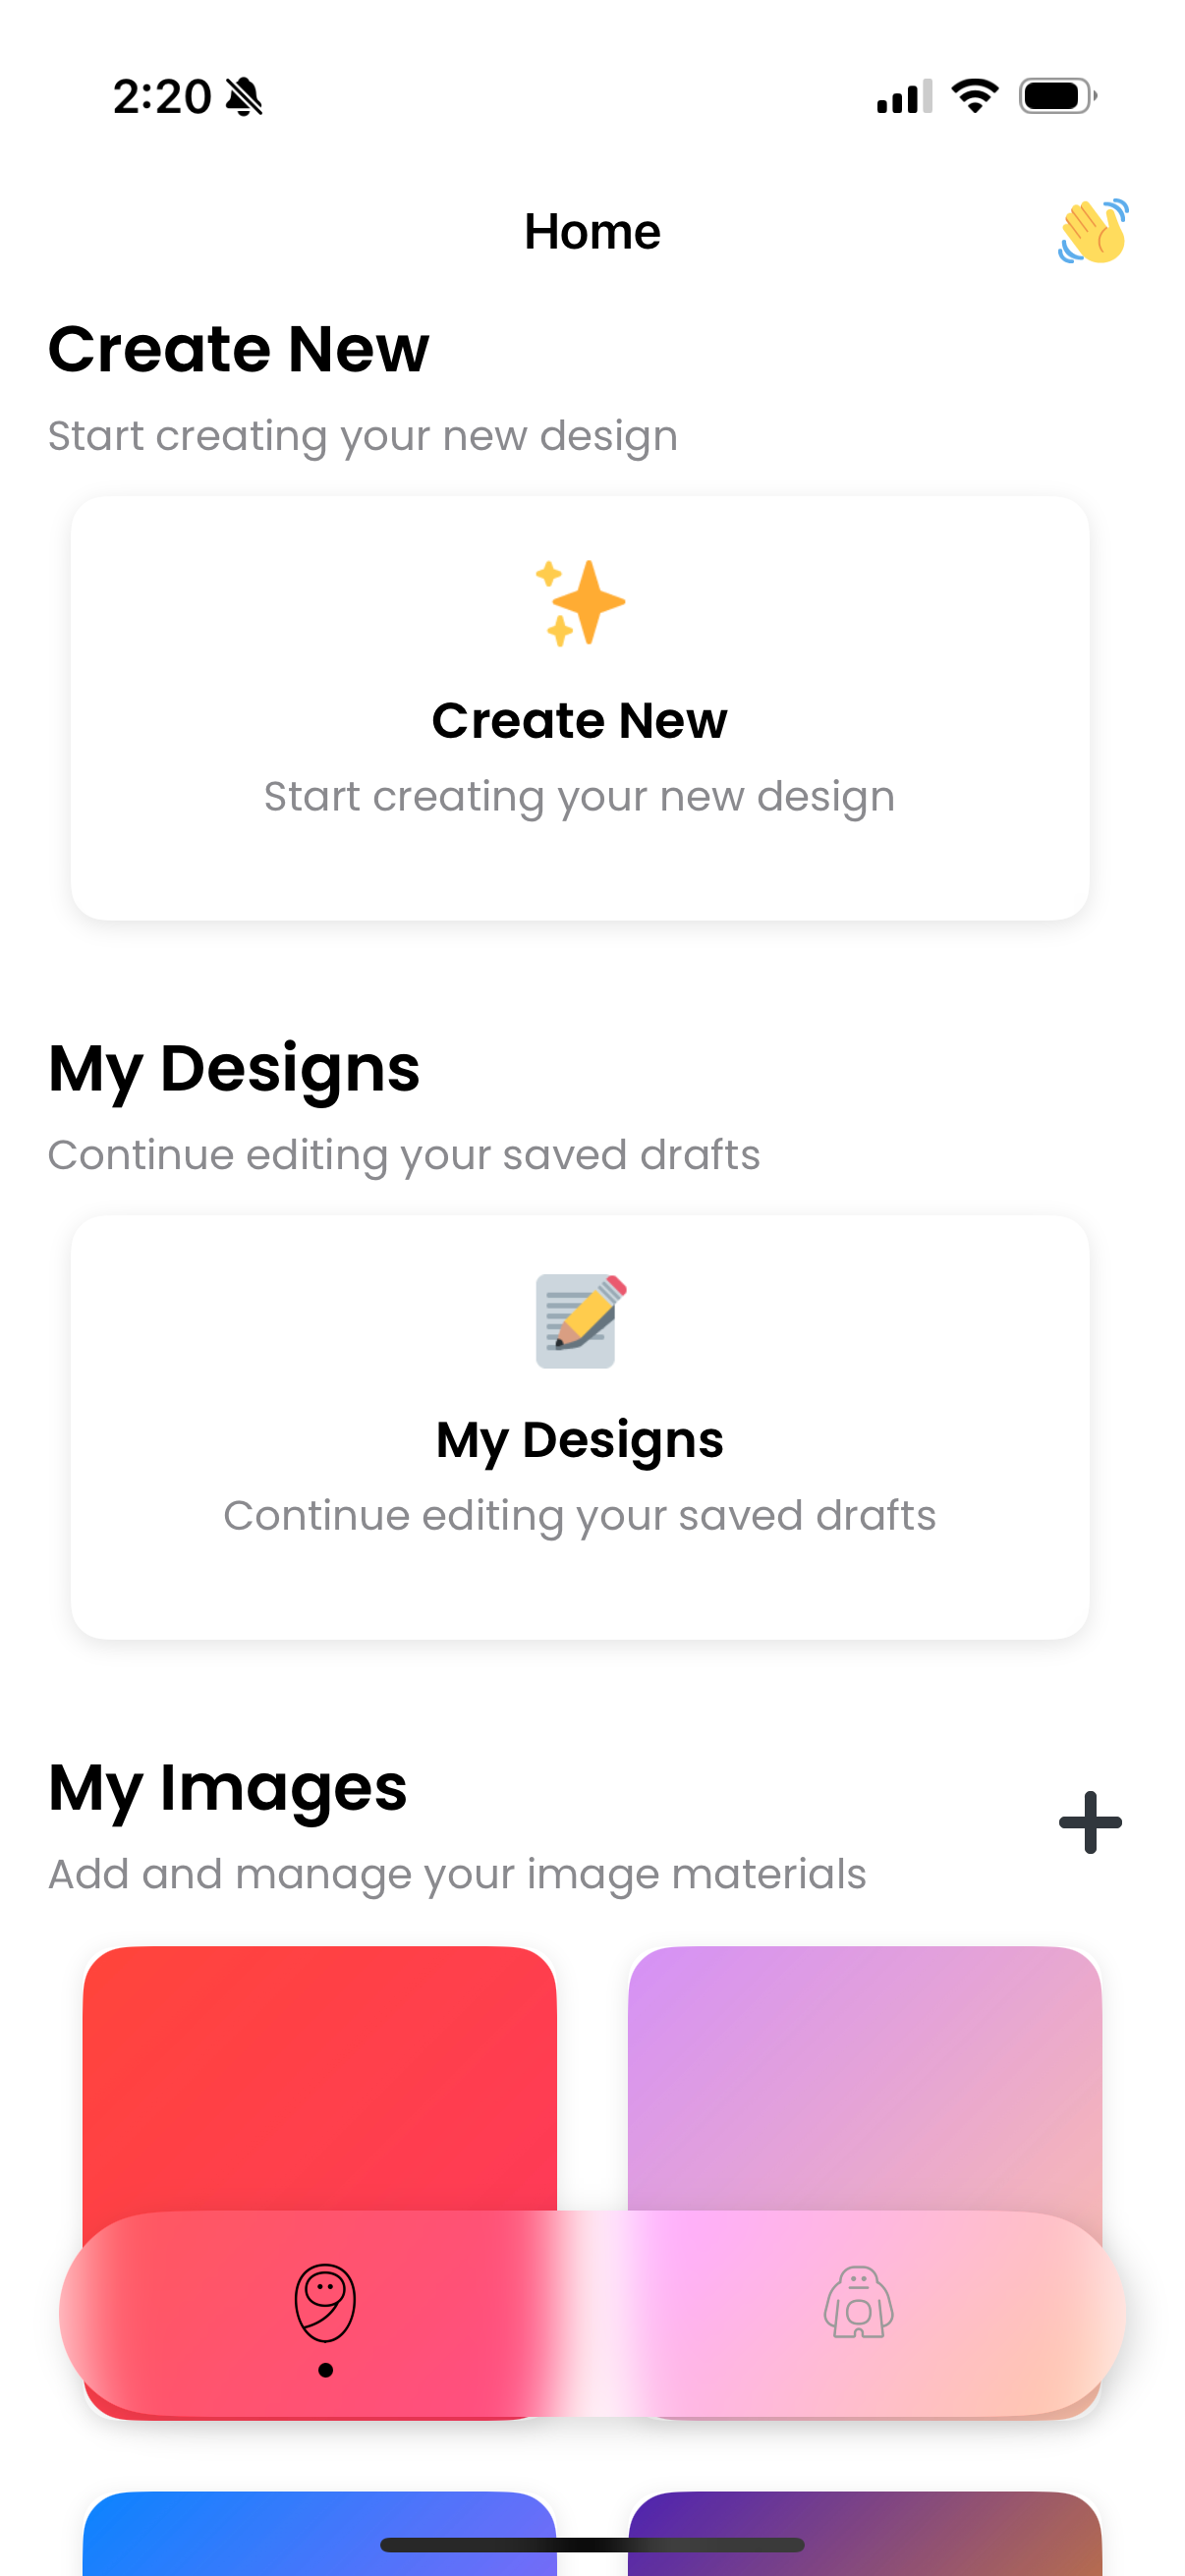 2:20
Home
Create New
Start creating your new design
Create New
Start creating your new design
My Designs
Continue editing your saved drafts
My Designs
Continue editing your saved drafts
My Images
Add and manage your image materials